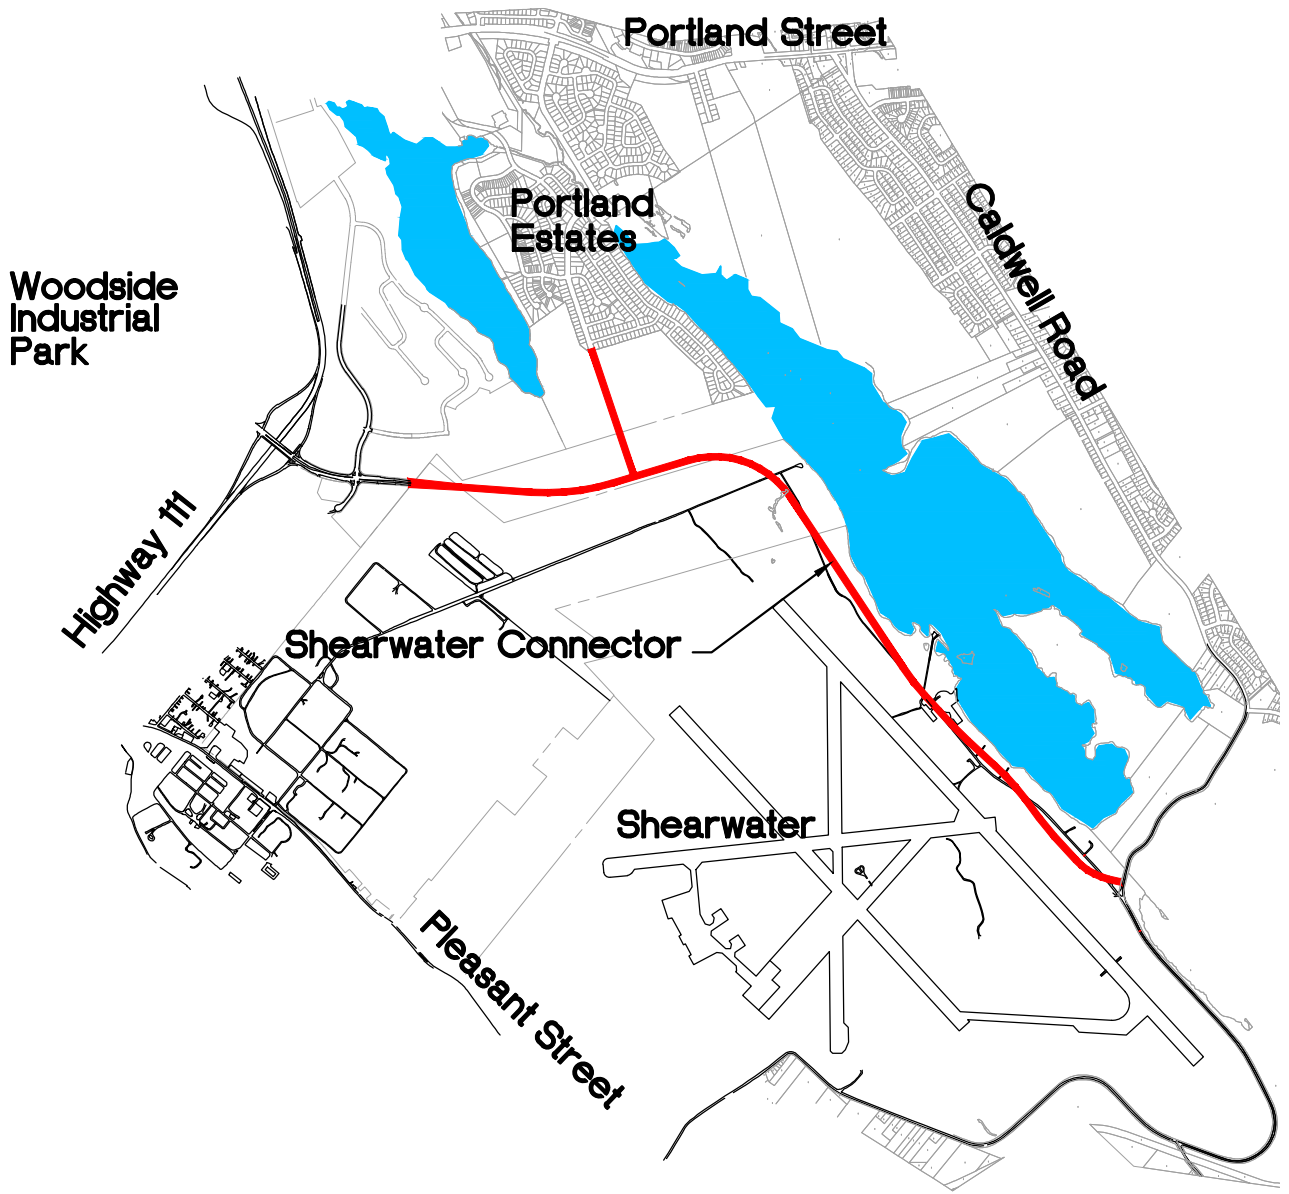 Portland Street
Portland
Estates
Caldwell Road
Woodside
Industrial
Park
Highway 111
Shearwater Connector
Shearwater
Pleasant Street